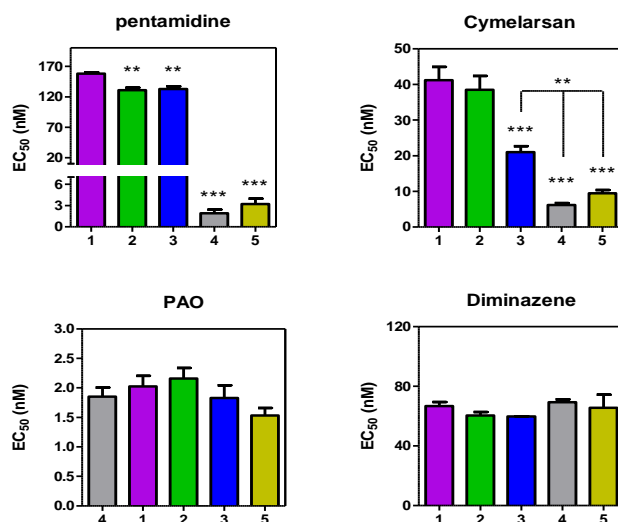 pentamidine
EC50 (nM)
170
120
70
20
6
3
0
** **
*** ***
1 2 3 4 5
Cymelarsan
EC50 (nM)
50
40
30
20
10
0
**
***
*** ***
1 2 3 4 5
PAO
EC50 (nM)
3.0
2.5
2.0
1.5
1.0
0.5
0.0
4 1 2 3 5
Diminazene
EC50 (nM)
120
80
40
0
1 2 3 4 5